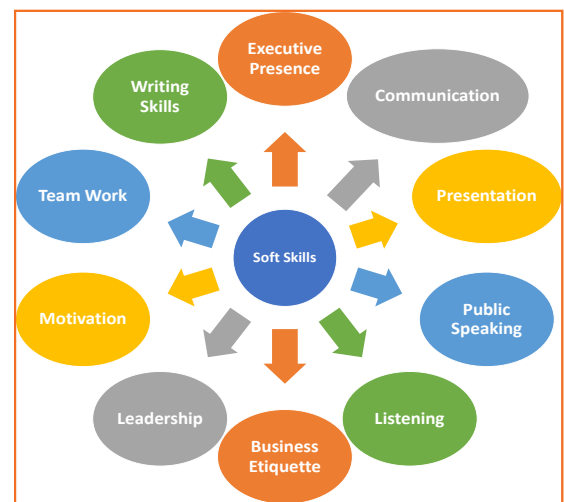 Executive
Presence
Communication
Presentation
Public
Speaking
Listening
Business
Etiquette
Leadership
Motivation
Team Work
Writing
Skills
Soft Skills